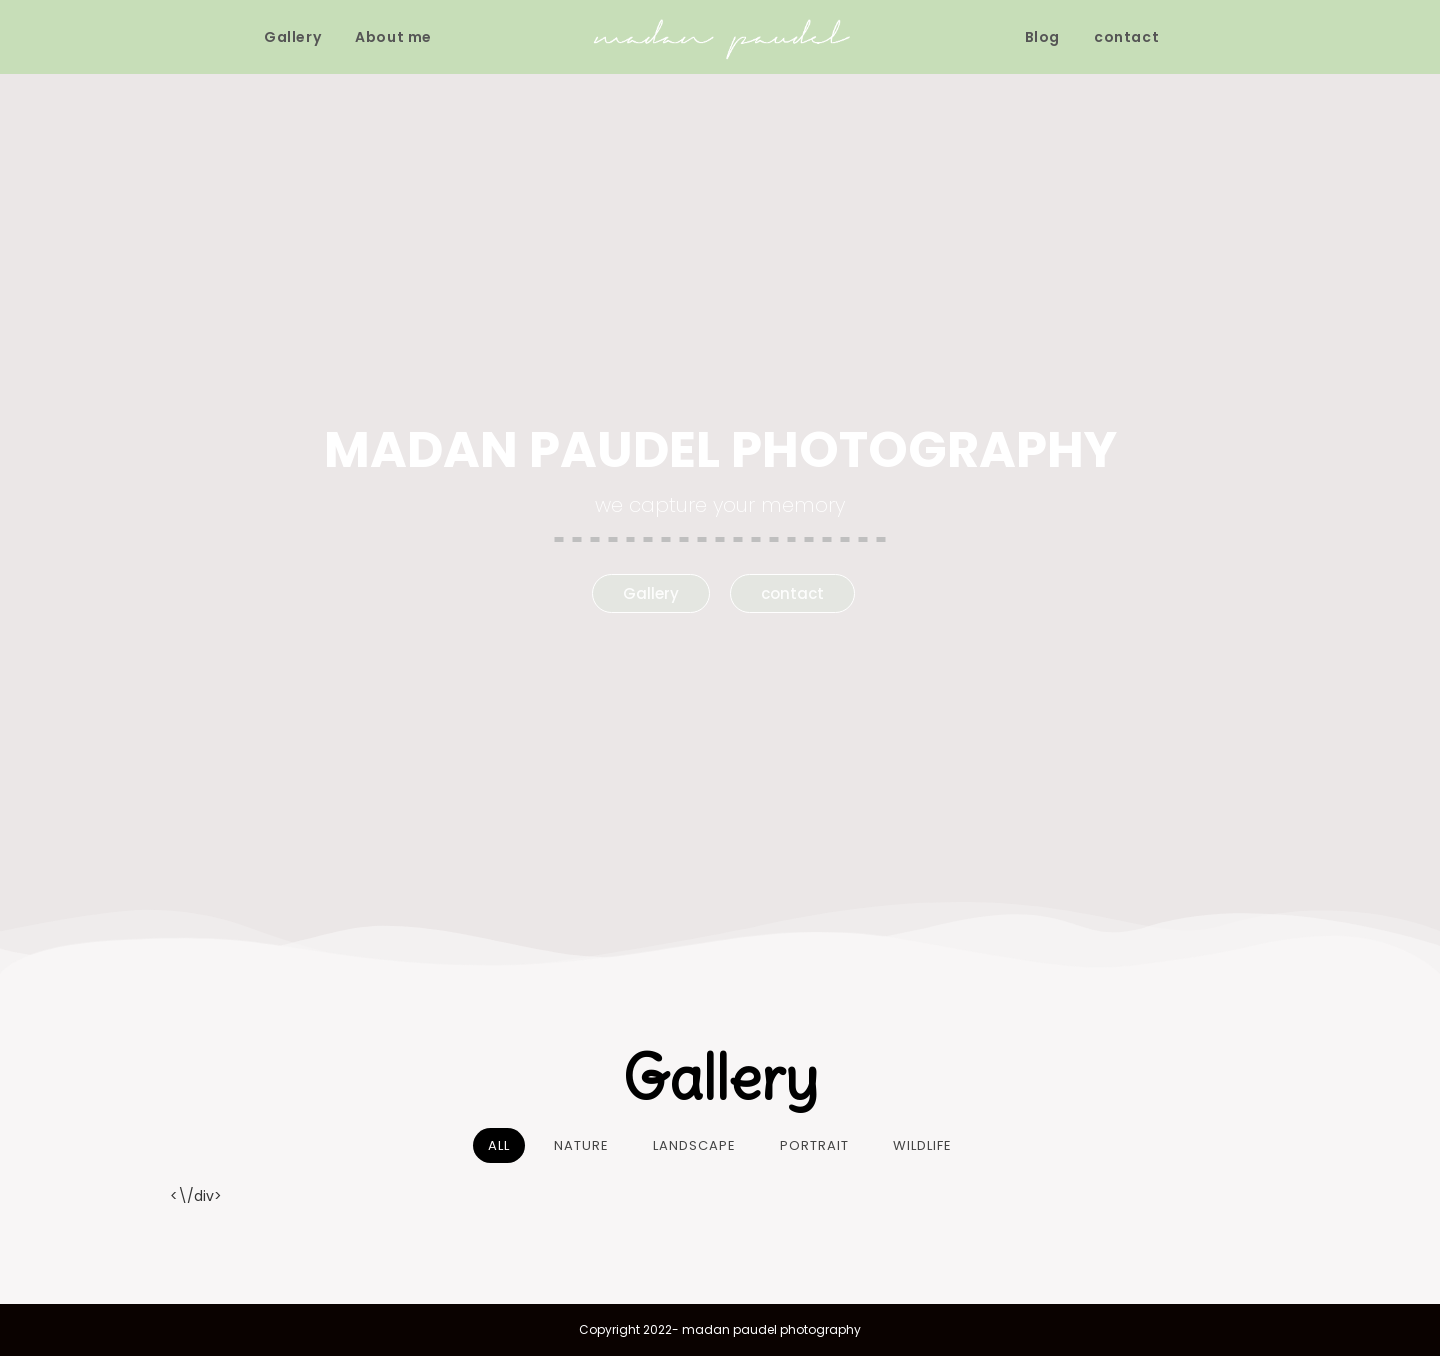 Gallery About me madan paudel Blog contact
MADAN PAUDEL PHOTOGRAPHY
we capture your memory
Gallery contact
Gallery
ALL NATURE LANDSCAPE PORTRAIT WILDLIFE
<\/div>
Copyright 2022- madan paudel photography